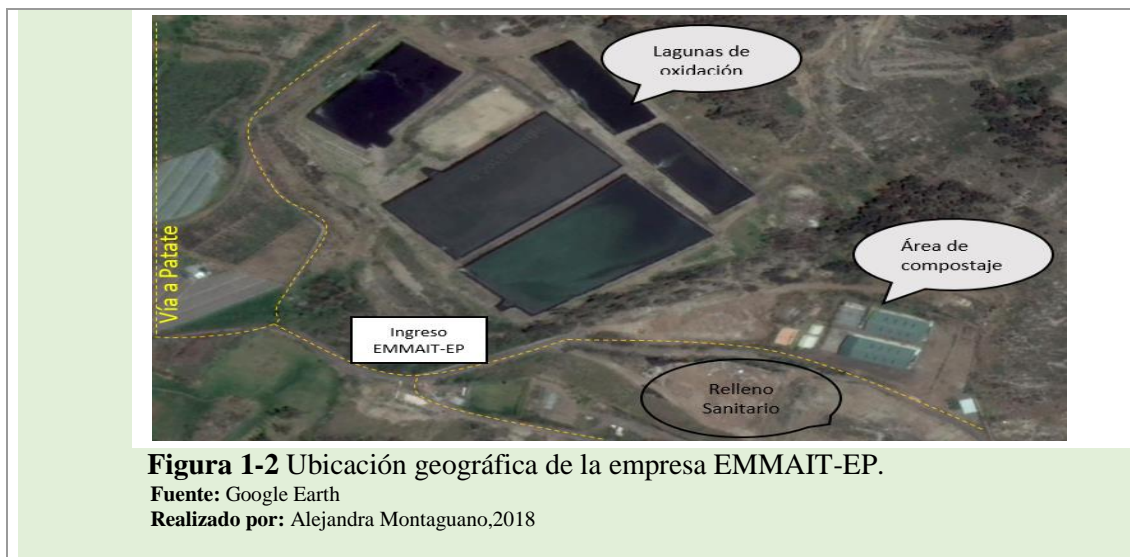 Lagunas de
oxidación
Área de
compostaje
Vía a Patate
Ingreso
EMMAIT-EP
Relleno
Sanitario
Figura 1-2 Ubicación geográfica de la empresa EMMAIT-EP.
Fuente: Google Earth
Realizado por: Alejandra Montaguano,2018